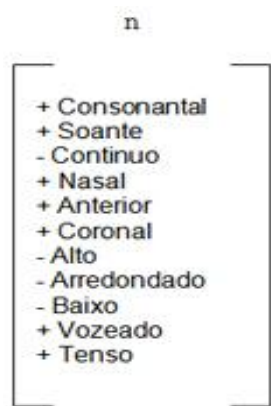 n
+ Consonantal
+ Soante
- Continuo
+ Nasal
+ Anterior
+ Coronal
- Alto
- Arredondado
- Baixo
+ Vozeado
+ Tenso